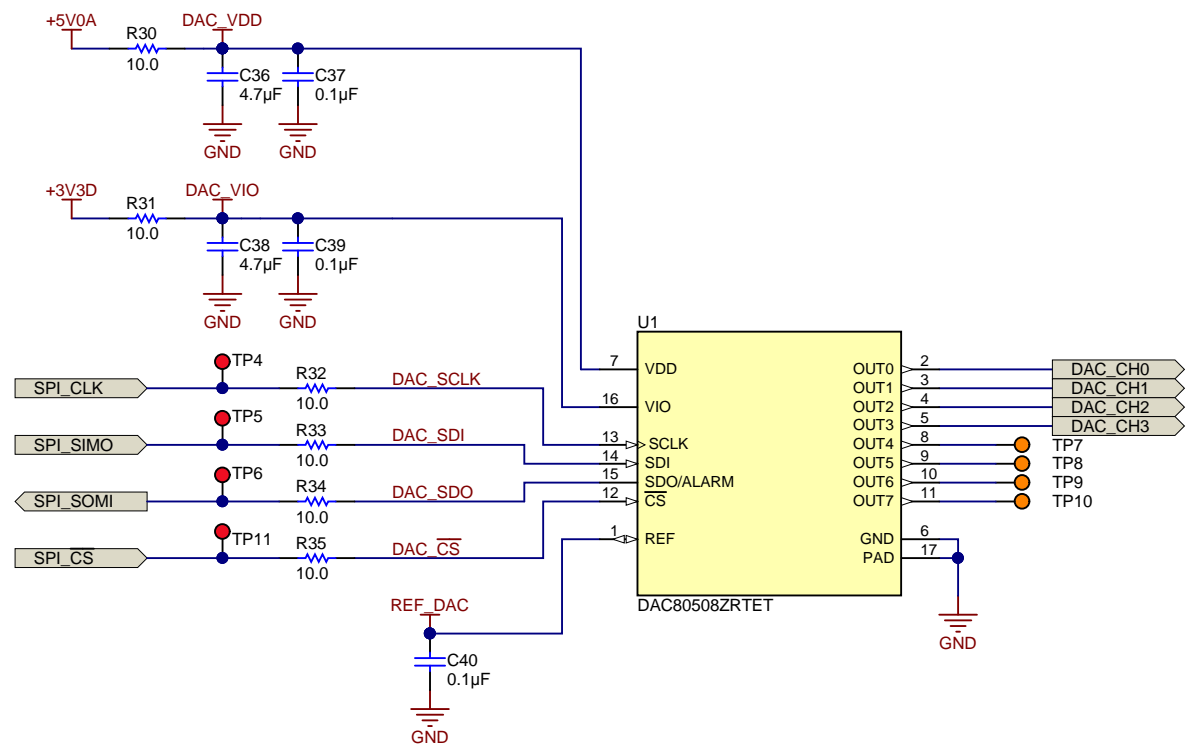 +5V0A
R30
10.0
DAC_VDD
C36
4.7µF
C37
0.1µF
GND
GND
+3V3D
R31
10.0
DAC_VIO
C38
4.7µF
C39
0.1µF
GND
GND
SPI_CLK
TP4
R32
10.0
DAC_SCLK
SPI_SIMO
TP5
R33
10.0
DAC_SDI
SPI_SOMI
TP6
R34
10.0
DAC_SDO
SPI_CS
TP11
R35
10.0
DAC_CS
REF_DAC
C40
0.1µF
GND
U1
7 VDD
16 VIO
13 SCLK
14 SDI
15 SDO/ALARM
12 CS
1 REF
OUT0 2
OUT1 3
OUT2 4
OUT3 5
OUT4 8
OUT5 9
OUT6 10
OUT7 11
GND 6
PAD 17
DAC80508ZRTET
DAC_CH0
DAC_CH1
DAC_CH2
DAC_CH3
TP7
TP8
TP9
TP10
GND